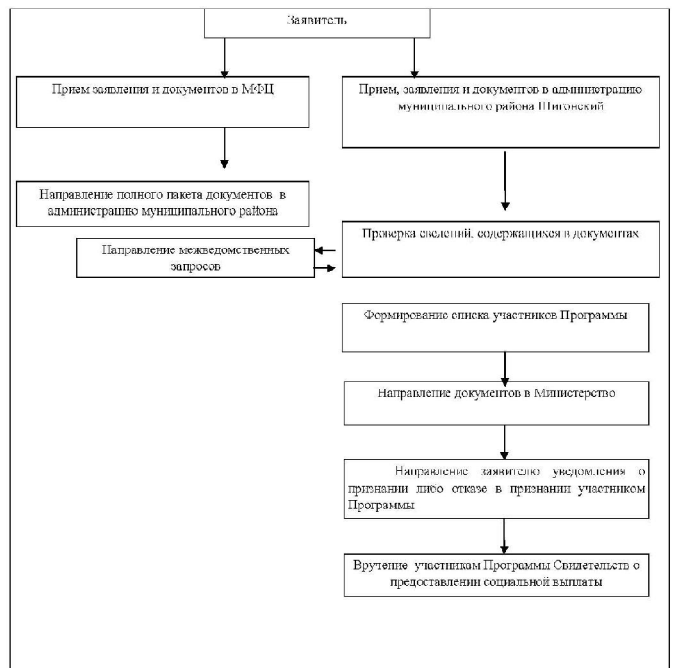 Заявитель
Прием заявления и документов в МФЦ
Прием, заявления и документов в администрацию
муниципального района Шигонский
Направление полного пакета документов в
администрацию муниципального района
Проверка сведений, содержащихся в документах
Направление межведомственных
запросов
Формирование списка участников Программы
Направление документов в Министерство
Направление заявителю уведомления о
признании либо отказе в признании участником
Программы
Вручение участникам Программы Свидетельств о
предоставлении социальной выплаты